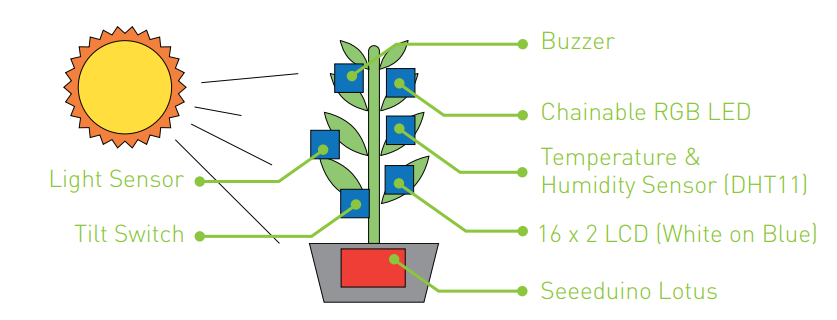 Buzzer
Chainable RGB LED
Temperature &
Humidity Sensor (DHT11)
Light Sensor
Tilt Switch
16 x 2 LCD (White on Blue)
Seeeduino Lotus